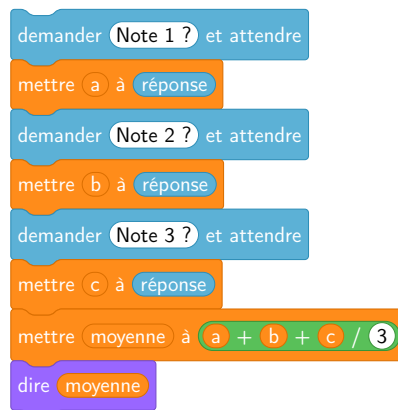 demander Note 1 ? et attendre
mettre a à réponse
demander Note 2 ? et attendre
mettre b à réponse
demander Note 3 ? et attendre
mettre c à réponse
mettre moyenne à a + b + c / 3
dire moyenne